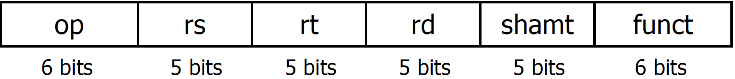 op rs rt rd shamt funct
6 bits 5 bits 5 bits 5 bits 5 bits 6 bits